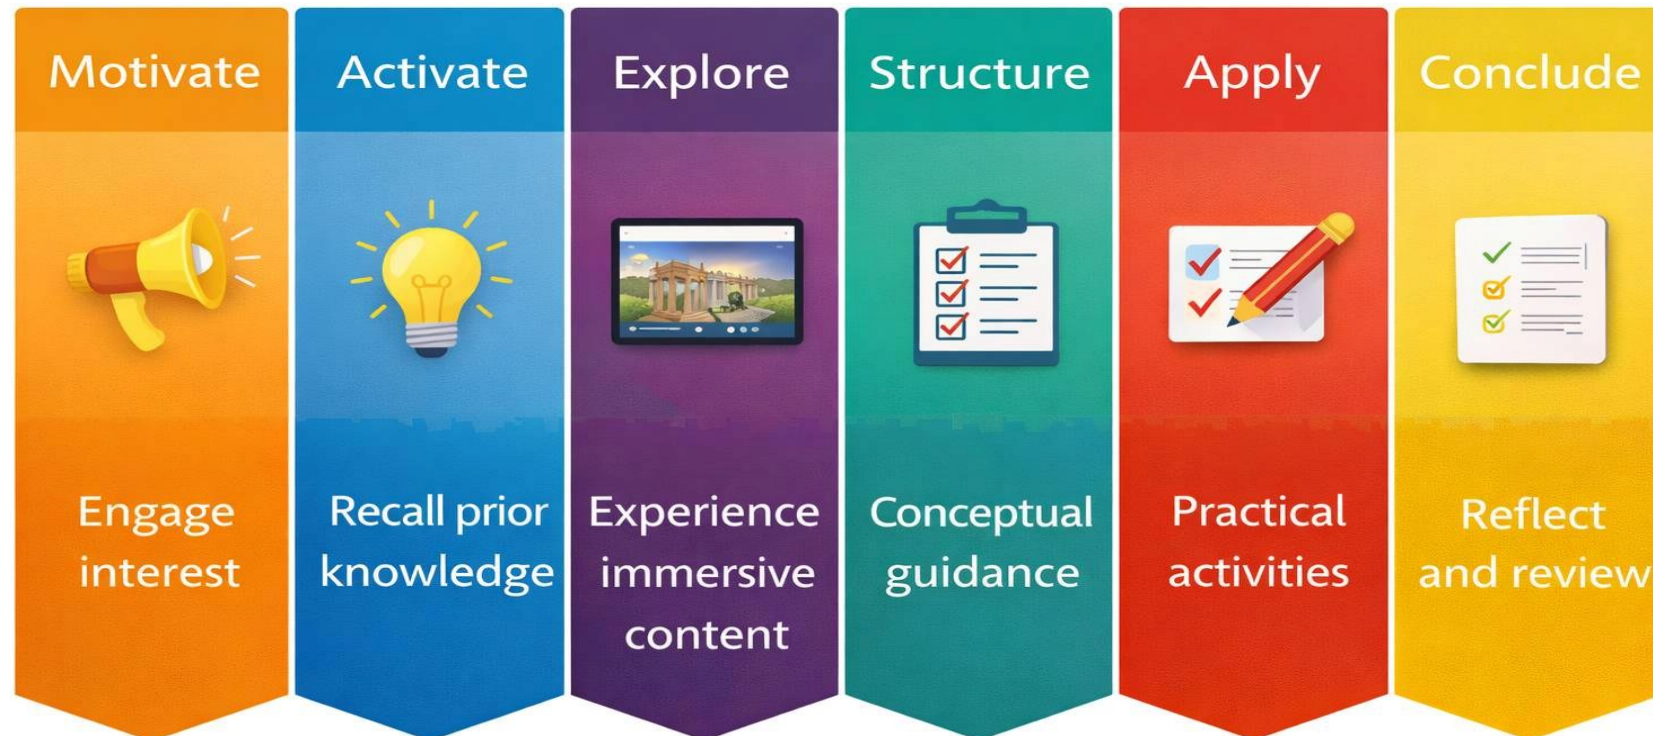 Motivate
Engage
interest
Activate
Recall prior
knowledge
Explore
Experience
immersive
content
Structure
Conceptual
guidance
Apply
Practical
activities
Conclude
Reflect
and review